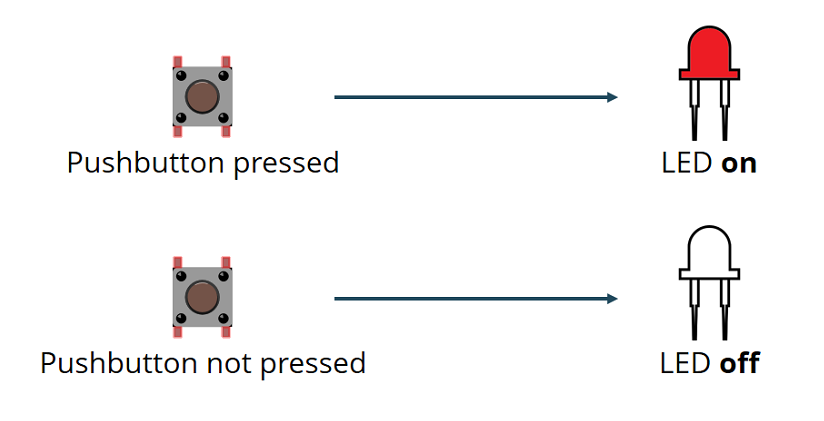 Pushbutton pressed
LED on
Pushbutton not pressed
LED off